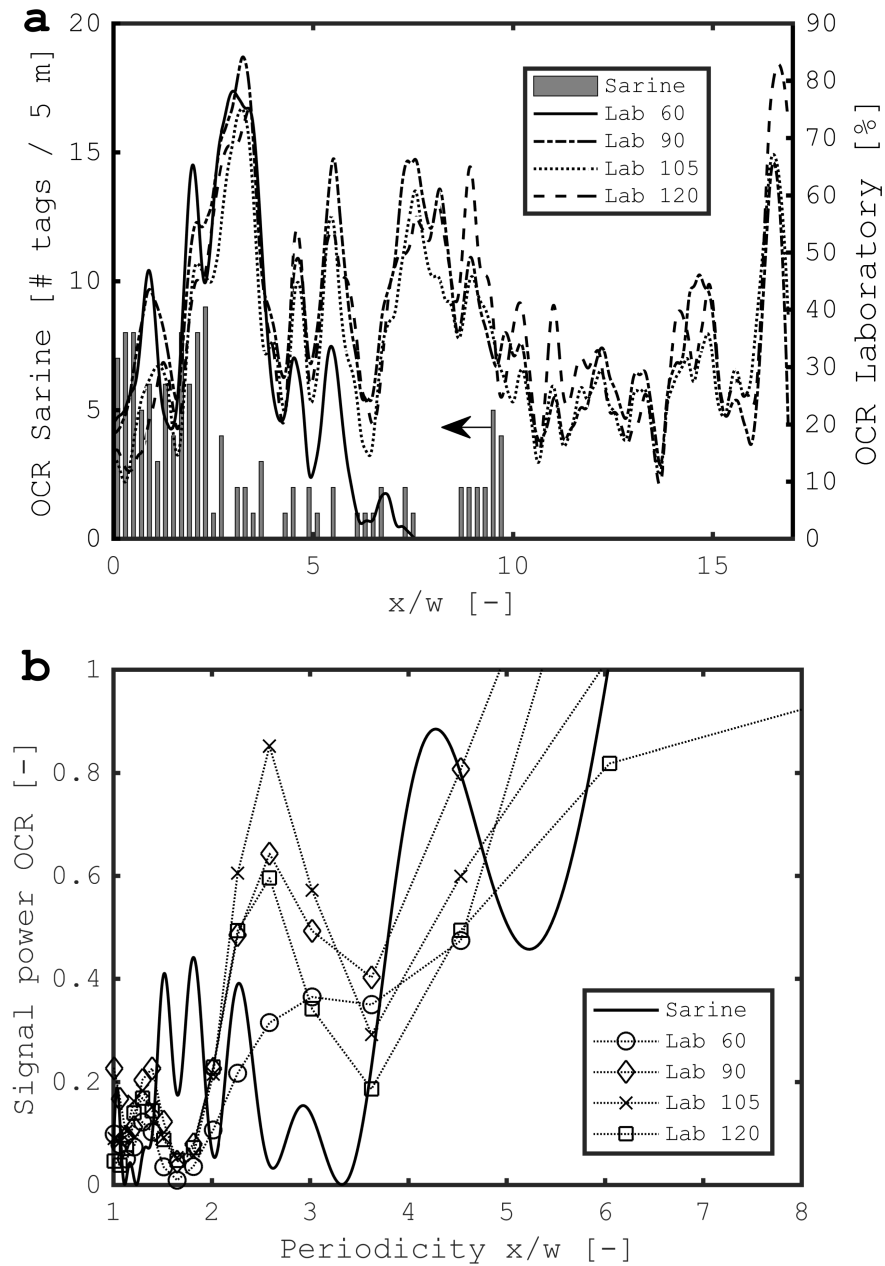 a
20
15
10
5
0
OCR Sarine [# tags / 5 m]
90
80
70
60
50
40
30
20
10
0
OCR Laboratory [%]
Sarine
Lab 60
Lab 90
Lab 105
Lab 120
0 5 10 15
x/w [-]
b
1
0.8
0.6
0.4
0.2
0
Signal power OCR [-]
Sarine
Lab 60
Lab 90
Lab 105
Lab 120
1 2 3 4 5 6 7 8
Periodicity x/w [-]